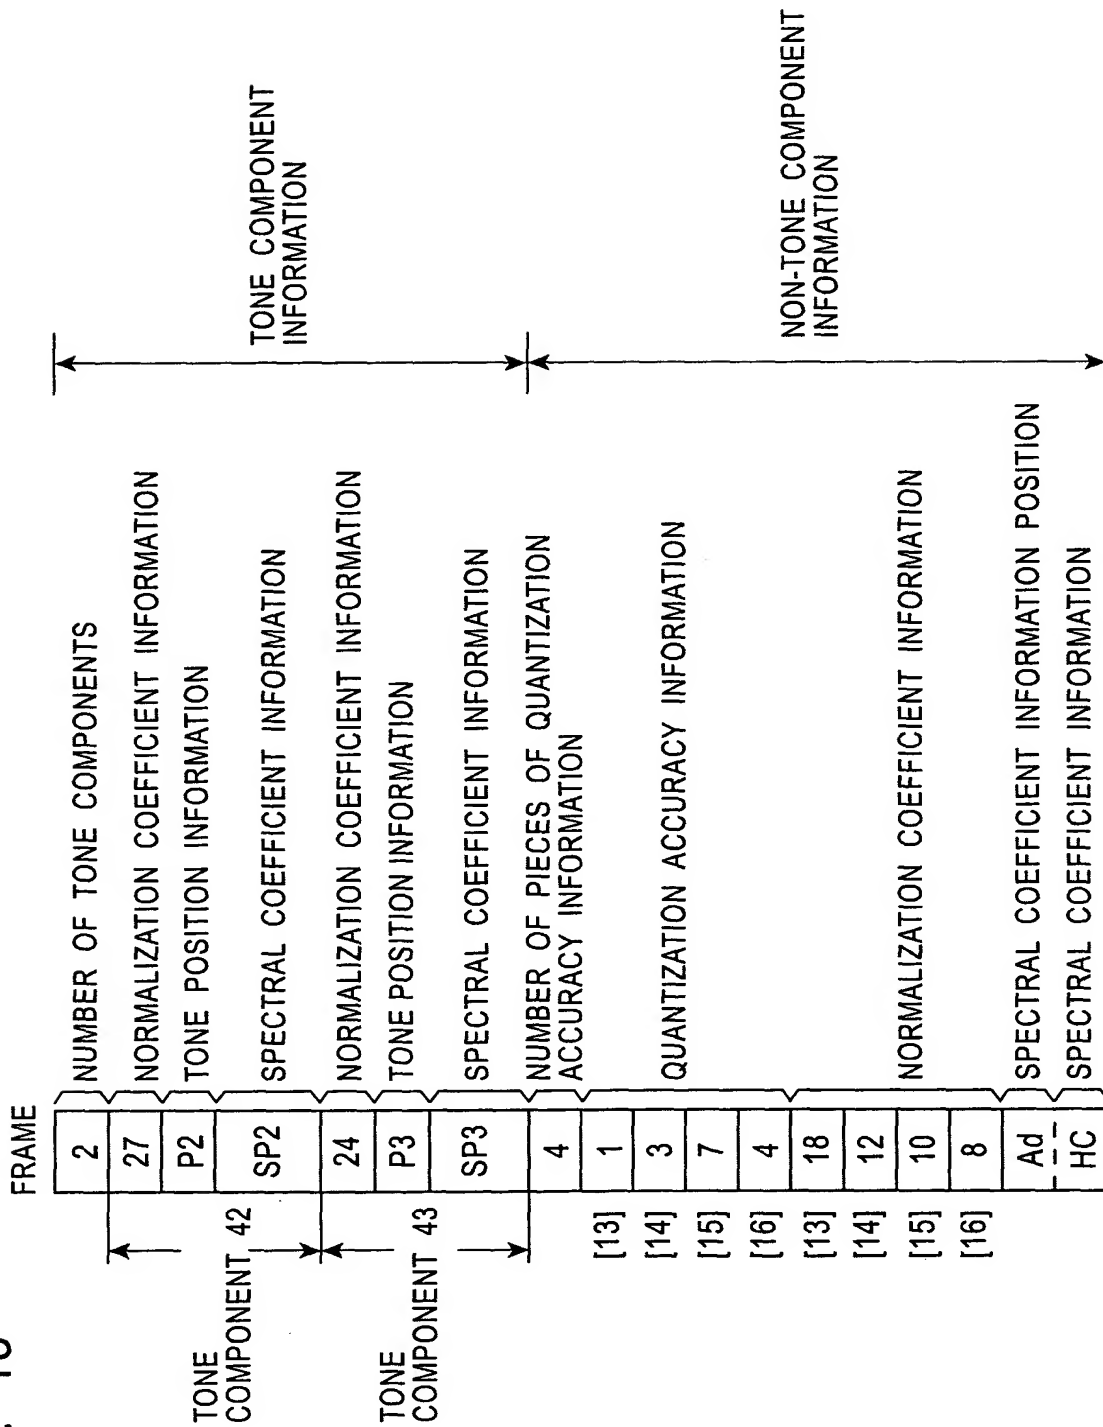 FRAME
2
NUMBER OF TONE COMPONENTS
TONE
COMPONENT 42
27
NORMALIZATION COEFFICIENT INFORMATION
P2
TONE POSITION INFORMATION
SP2
SPECTRAL COEFFICIENT INFORMATION
TONE
COMPONENT 43
24
NORMALIZATION COEFFICIENT INFORMATION
P3
TONE POSITION INFORMATION
SP3
SPECTRAL COEFFICIENT INFORMATION
TONE COMPONENT
INFORMATION
4
NUMBER OF PIECES OF QUANTIZATION
ACCURACY INFORMATION
[13] 1
[14] 3
[15] 7
[16] 4
QUANTIZATION ACCURACY INFORMATION
[13] 18
[14] 12
[15] 10
[16] 8
NORMALIZATION COEFFICIENT INFORMATION
Ad
SPECTRAL COEFFICIENT INFORMATION POSITION
HC
SPECTRAL COEFFICIENT INFORMATION
NON-TONE COMPONENT
INFORMATION